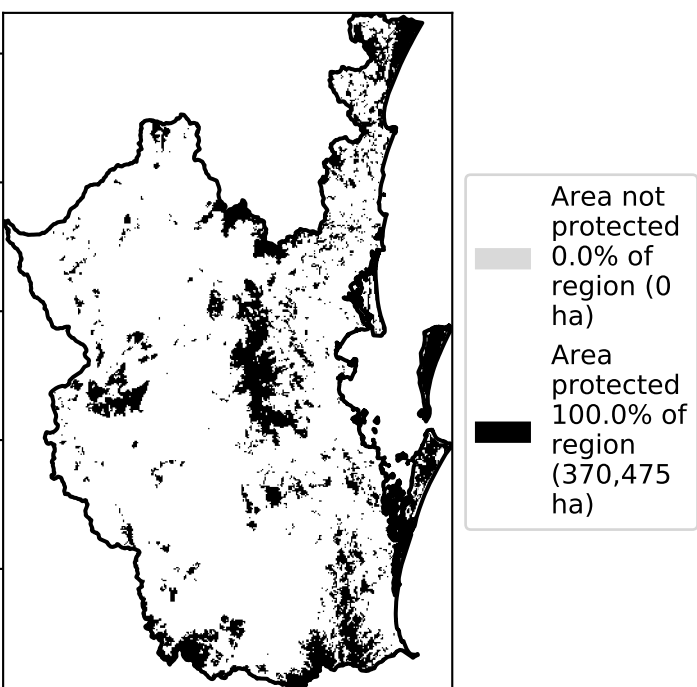 Area not
protected
0.0% of
region (0
ha)
Area
protected
100.0% of
region
(370,475
ha)